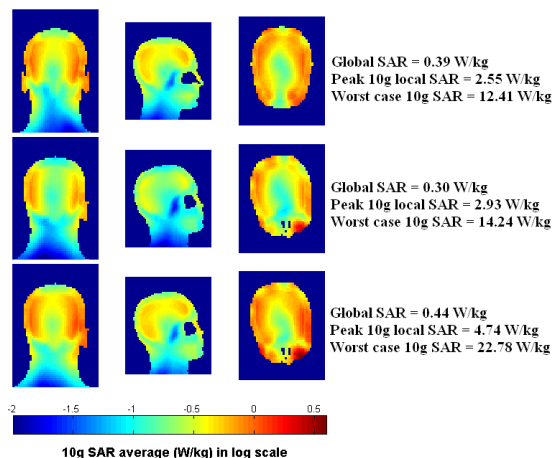 Global SAR = 0.39 W/kg
Peak 10g local SAR = 2.55 W/kg
Worst case 10g SAR = 12.41 W/kg
Global SAR = 0.30 W/kg
Peak 10g local SAR = 2.93 W/kg
Worst case 10g SAR = 14.24 W/kg
Global SAR = 0.44 W/kg
Peak 10g local SAR = 4.74 W/kg
Worst case 10g SAR = 22.78 W/kg
-2 -1.5 -1 -0.5 0 0.5
10g SAR average (W/kg) in log scale